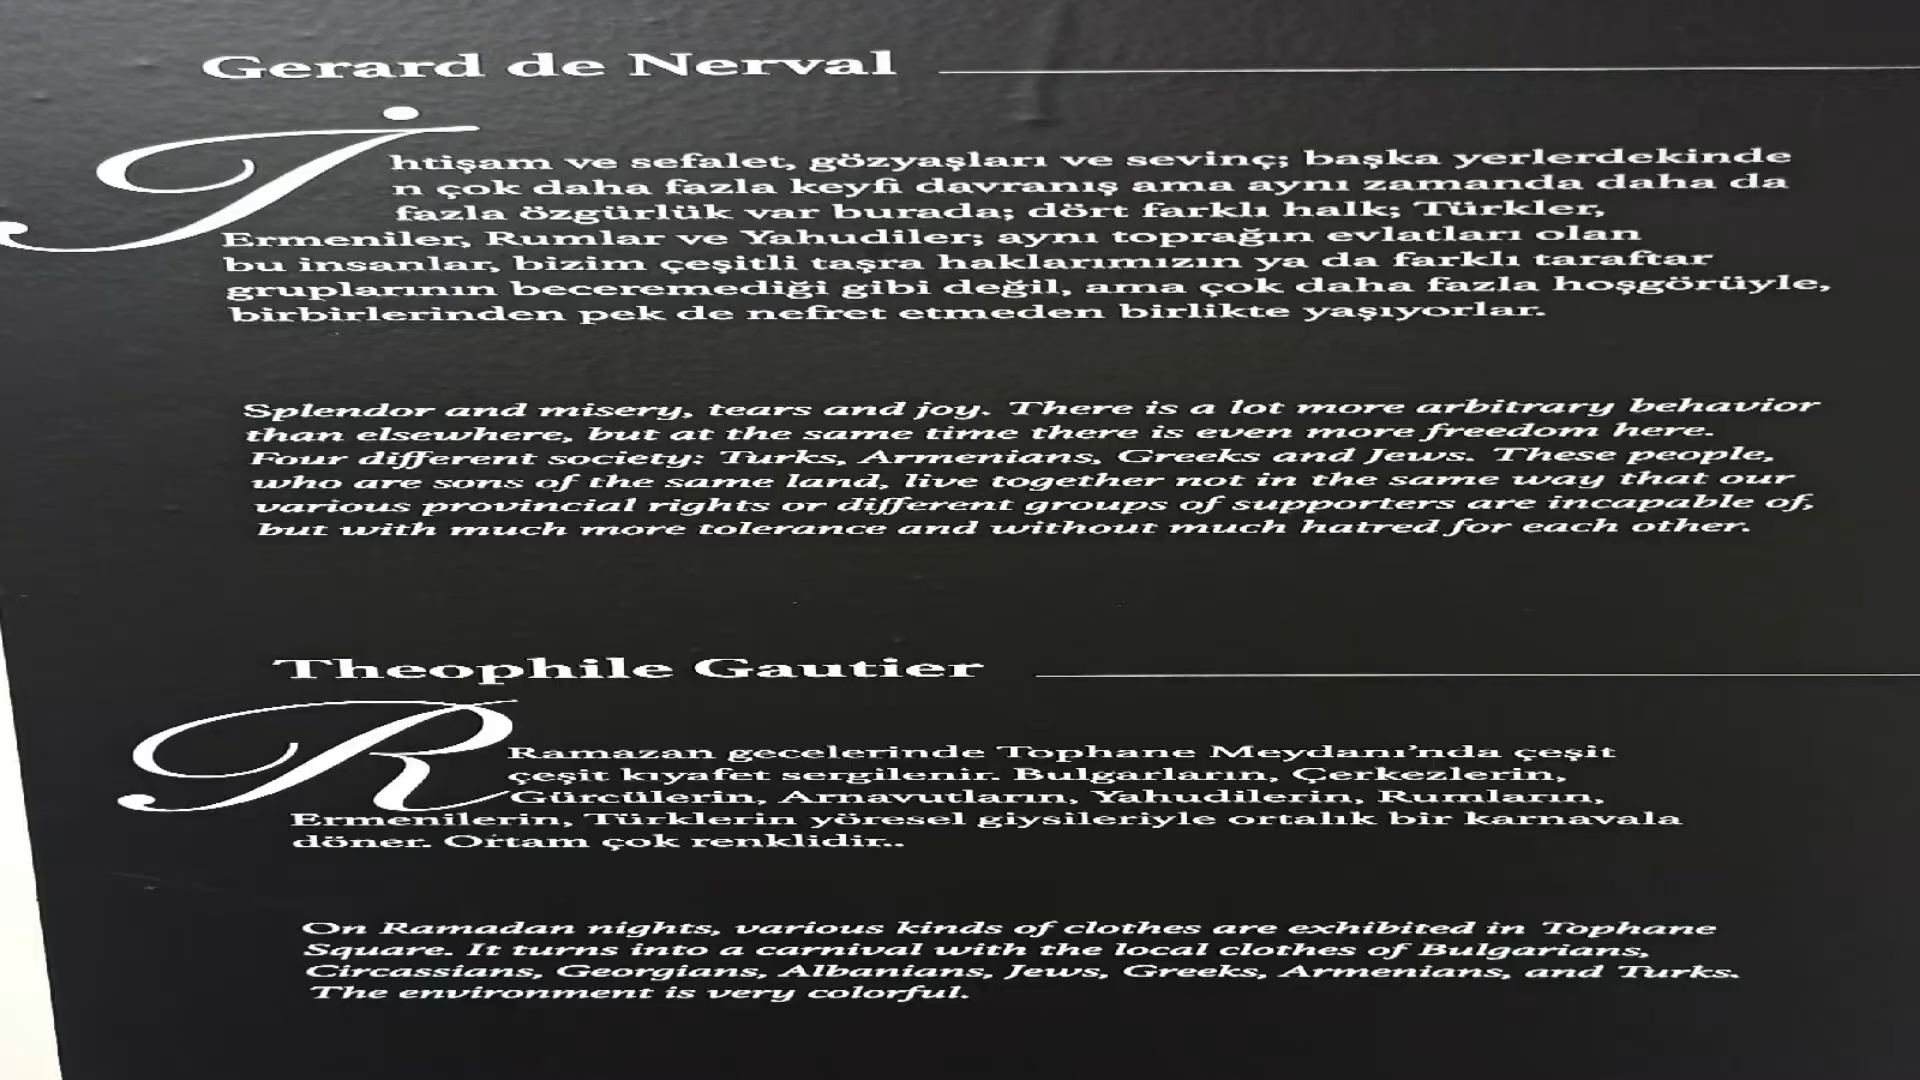 Gerard de Nerval
İhtişam ve sefalet, gözyaşları ve sevinç; başka yerlerdekinde
n çok daha fazla keyfi davranış ama aynı zamanda daha da
fazla özgürlük var burada; dört farklı halk; Türkler,
Ermeniler, Rumlar ve Yahudiler; aynı toprağın evlatları olan
bu insanlar, bizim çeşitli taşra haklarımızın ya da farklı taraftar
gruplarının beceremediği gibi değil, ama çok daha fazla hoşgörüyle,
birbirlerinden pek de nefret etmeden birlikte yaşıyorlar.
Splendor and misery, tears and joy. There is a lot more arbitrary behavior
than elsewhere, but at the same time there is even more freedom here.
Four different society: Turks, Armenians, Greeks and Jews. These people,
who are sons of the same land, live together not in the same way that our
various provincial rights or different groups of supporters are incapable of,
but with much more tolerance and without much hatred for each other.
Theophile Gautier
R Ramazan gecelerinde Tophane Meydanı'nda çeşit
çeşit kıyafet sergilenir. Bulgarların, Çerkezlerin,
Gürcülerin, Arnavutların, Yahudilerin, Rumların,
Ermenilerin, Türklerin yöresel giysileriyle ortalık bir karnavala
döner. Ortam çok renklidir..
On Ramadan nights, various kinds of clothes are exhibited in Tophane
Square. It turns into a carnival with the local clothes of Bulgarians,
Circassians, Georgians, Albanians, Jews, Greeks, Armenians, and Turks.
The environment is very colorful.